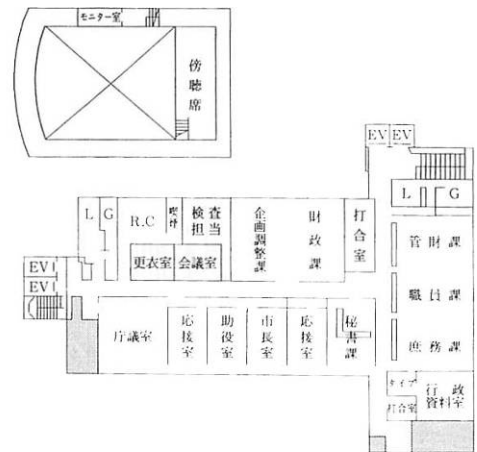 モニター室
傍聴席
EV EV
L G
L G
R.C
喫煙
検査担当
企画調整課
財政課
打合室
管財課
更衣室
会議室
EV
EV
職員課
庁議室
応接室
助役室
市長室
応接室
秘書課
庶務課
タイプ
打合室
行政資料室